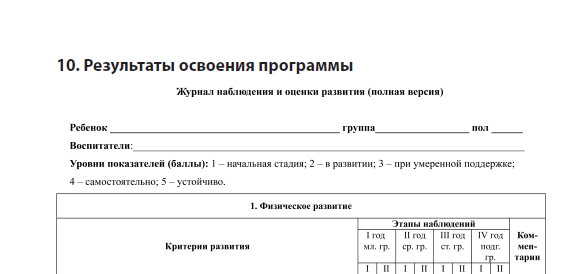 10. Результаты освоения программы
Журнал наблюдения и оценки развития (полная версия)
Ребенок группа пол
Воспитатели:
Уровни показателей (баллы): 1 – начальная стадия; 2 – в развитии; 3 – при умеренной поддержке;
4 – самостоятельно; 5 – устойчиво.
1. Физическое развитие
Критерии развития
Этапы наблюдений
I год II год III год IV год
мл. гр. ср. гр. ст. гр. подг.
гр.
Ком-
мен-
тарии
I II I II I II I II